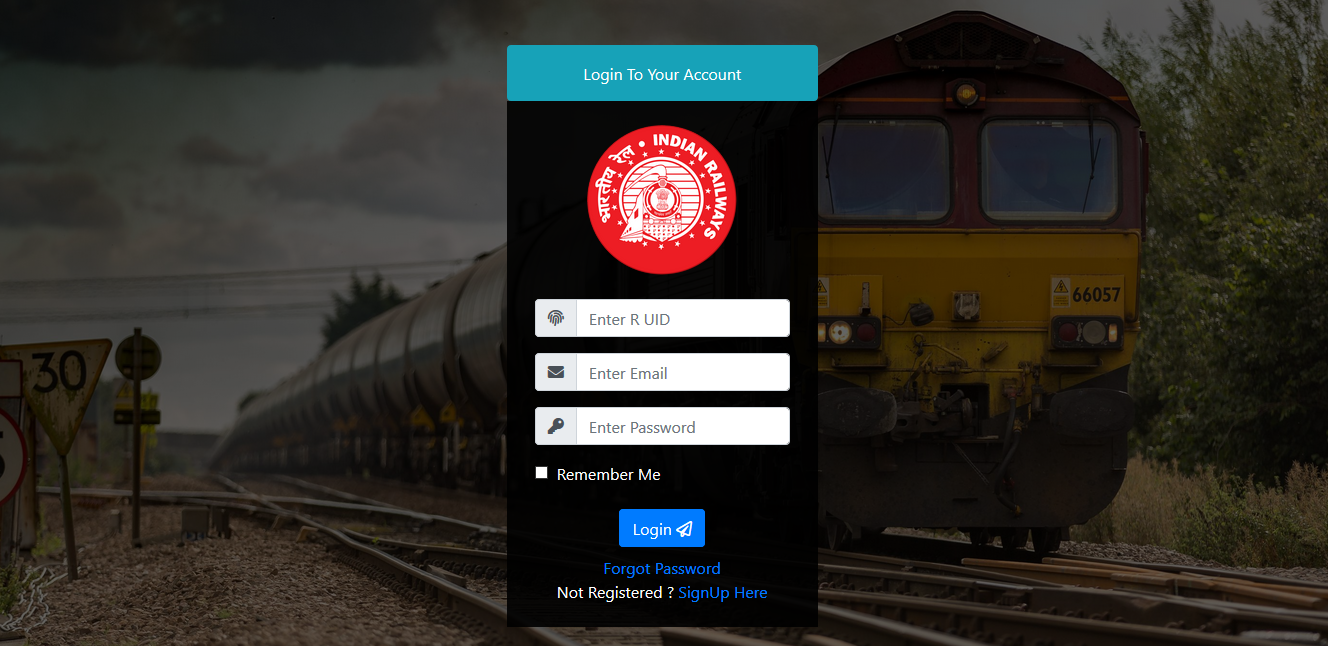 Login To Your Account
भारतीय रेल • INDIAN RAILWAYS
66057
Enter R UID
30
Enter Email
Enter Password
Remember Me
Login
Forgot Password
Not Registered ? SignUp Here